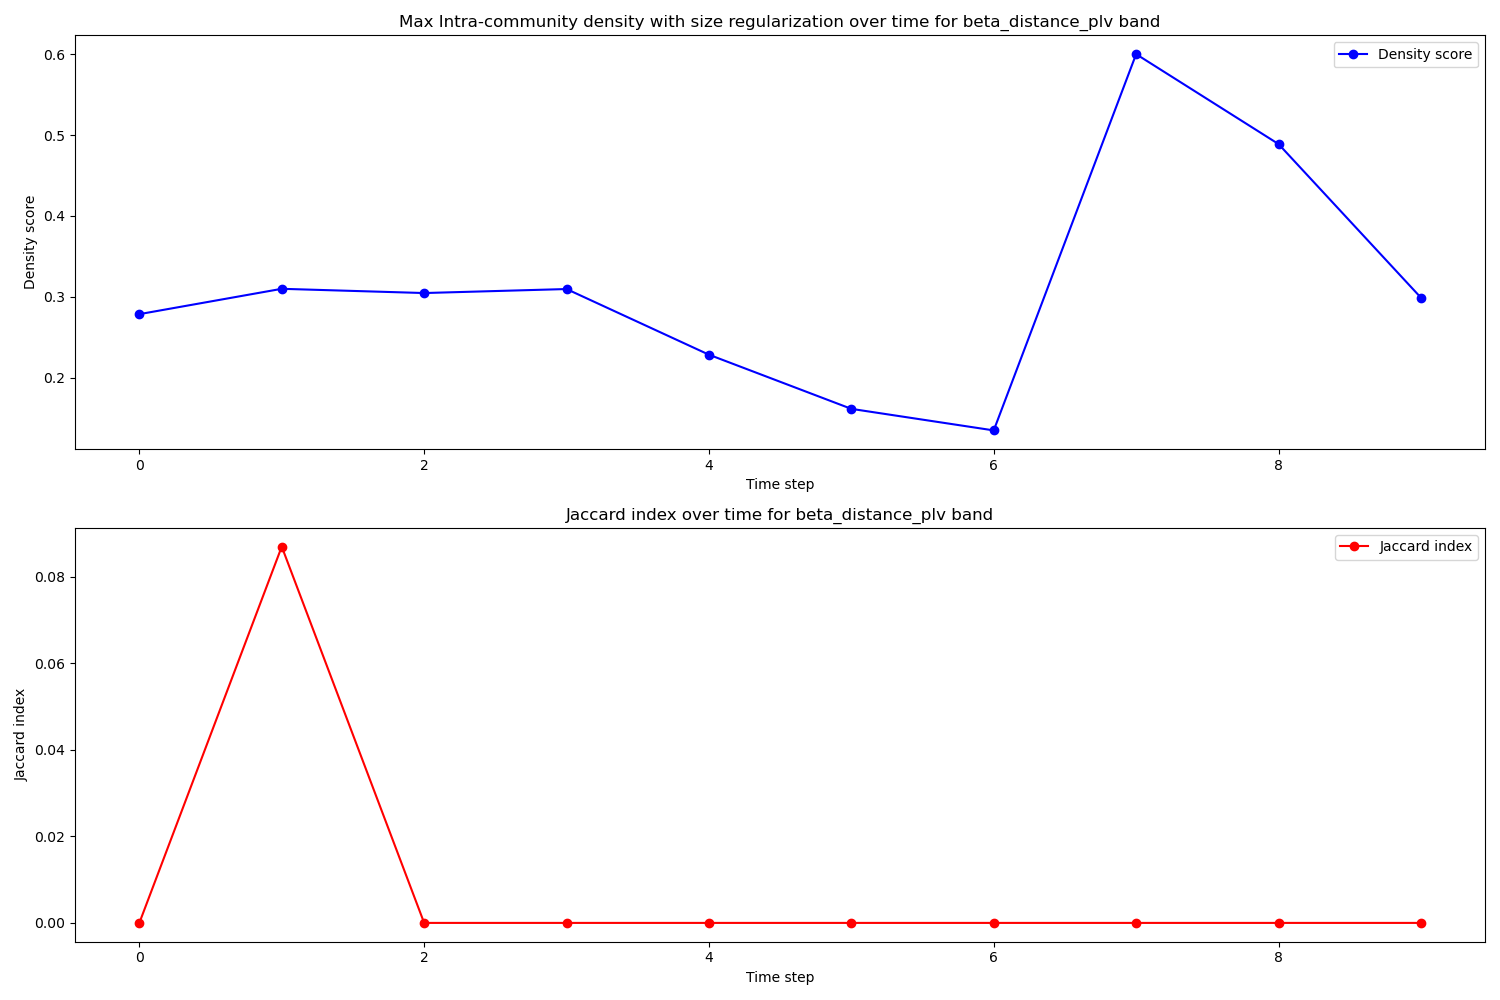 Max Intra-community density with size regularization over time for beta_distance_plv band
Density score
0.6
0.5
0.4
0.3
0.2
Density score
0 2 4 6 8
Time step
Jaccard index over time for beta_distance_plv band
Jaccard index
0.08
0.06
0.04
0.02
0.00
Jaccard index
0 2 4 6 8
Time step